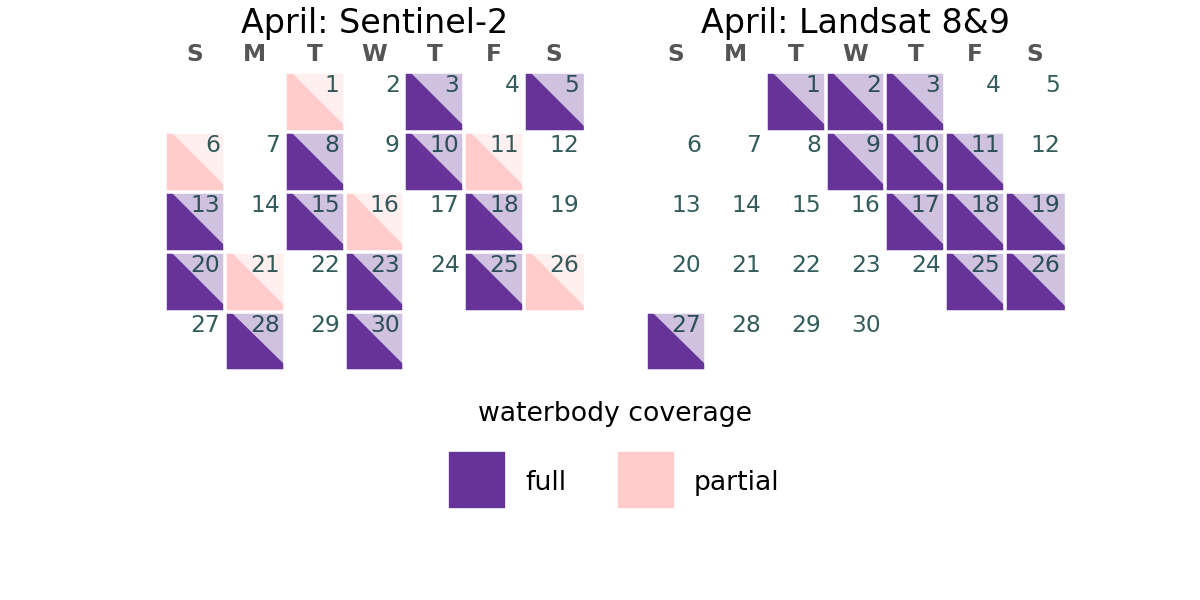 April: Sentinel-2
S M T W T F S
1 2 3 4 5
6 7 8 9 10 11 12
13 14 15 16 17 18 19
20 21 22 23 24 25 26
27 28 29 30
April: Landsat 8&9
S M T W T F S
1 2 3 4 5
6 7 8 9 10 11 12
13 14 15 16 17 18 19
20 21 22 23 24 25 26
27 28 29 30
waterbody coverage
full partial